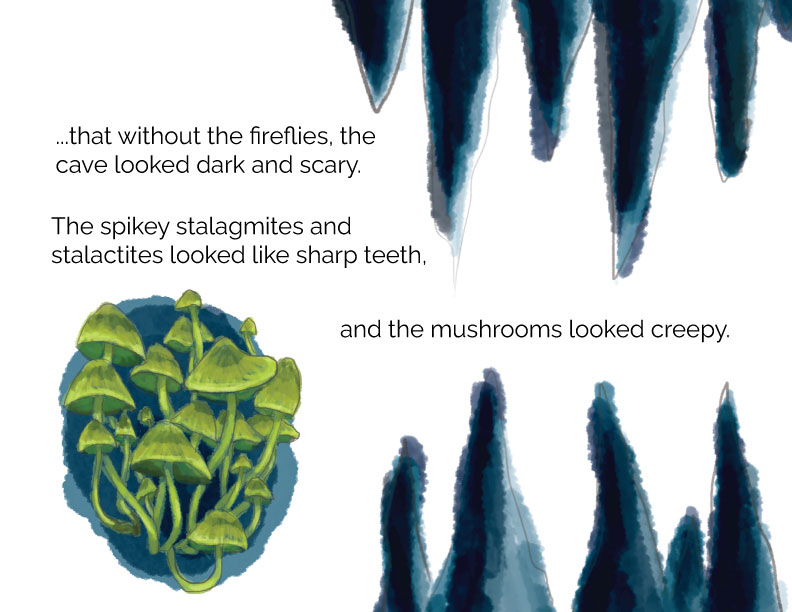 ...that without the fireflies, the
cave looked dark and scary.
The spikey stalagmites and
stalactites looked like sharp teeth,
and the mushrooms looked creepy.